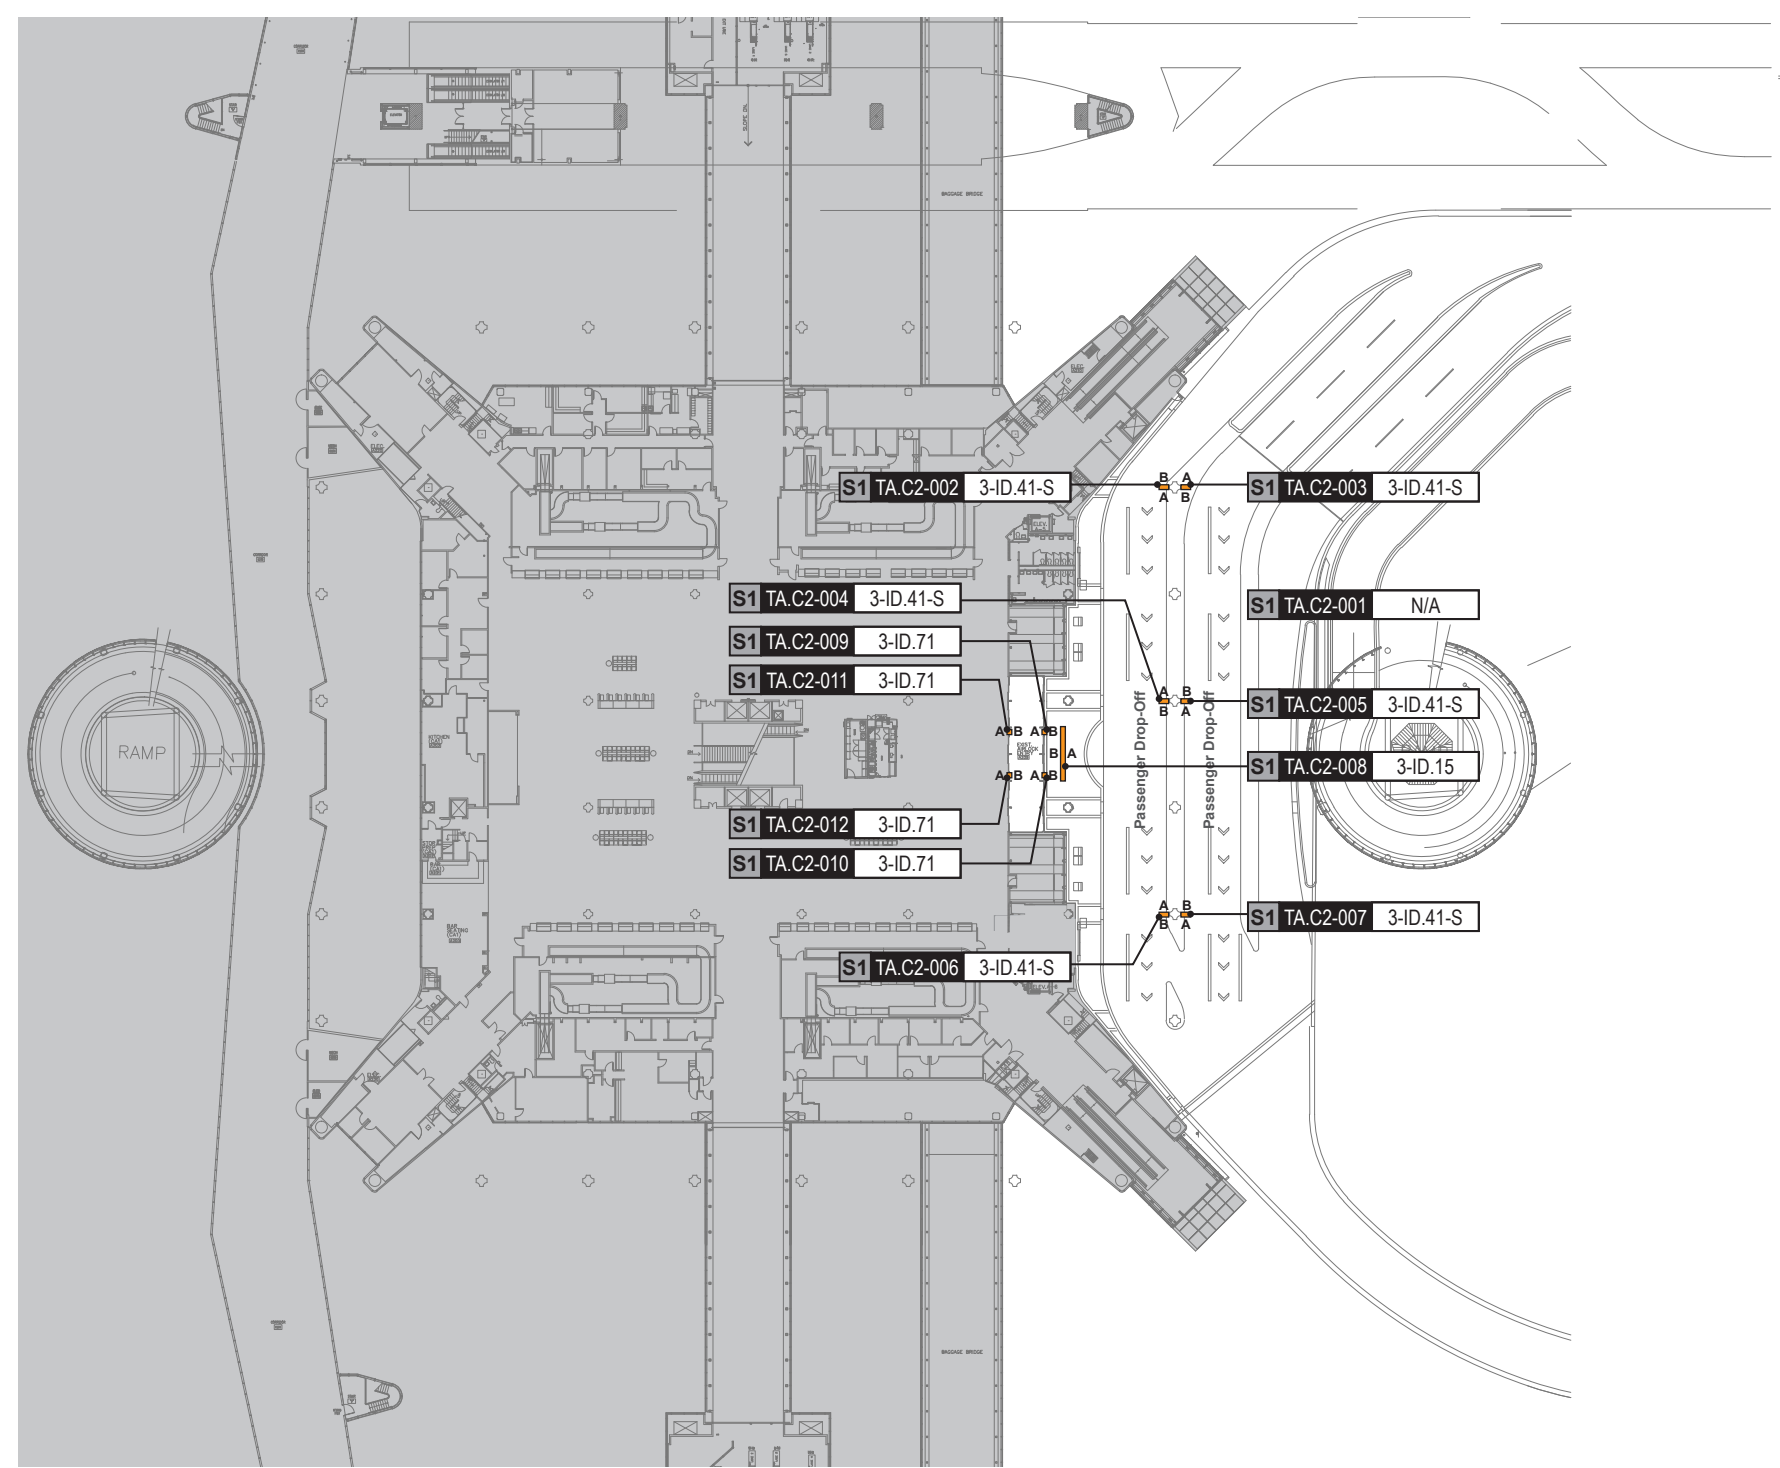 SLOPE DN.
BAGGAGE BRIDGE
ELEV.
S1 TA.C2-002 3-ID.41-S
B A
A B
S1 TA.C2-003 3-ID.41-S
S1 TA.C2-004 3-ID.41-S
S1 TA.C2-001 N/A
S1 TA.C2-009 3-ID.71
S1 TA.C2-011 3-ID.71
A B
B A
S1 TA.C2-005 3-ID.41-S
Passenger Drop-Off
Passenger Drop-Off
A B A B
B A
A B A B
S1 TA.C2-008 3-ID.15
RAMP
S1 TA.C2-012 3-ID.71
S1 TA.C2-010 3-ID.71
A B
B A
S1 TA.C2-007 3-ID.41-S
BAR
SEATING
(CAT)
S1 TA.C2-006 3-ID.41-S
BAGGAGE BRIDGE